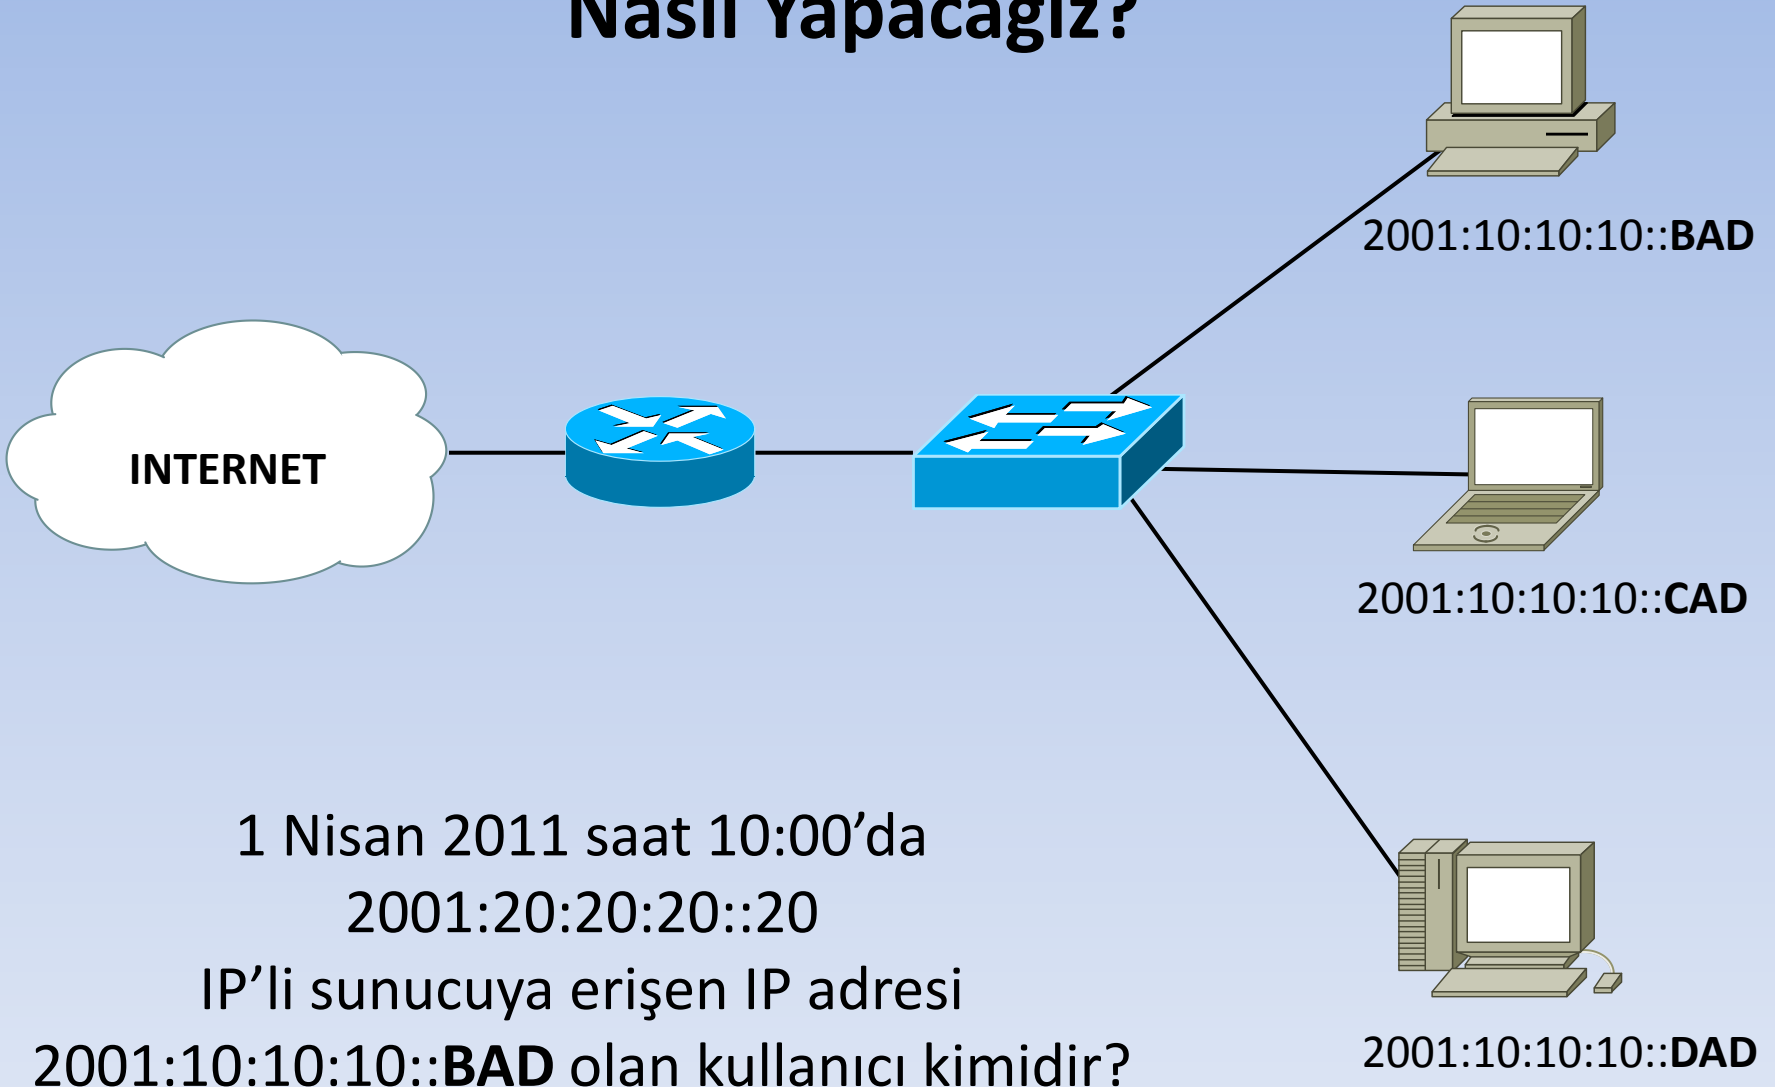 Nasıl Yapacağız?
2001:10:10:10::BAD
INTERNET
2001:10:10:10::CAD
1 Nisan 2011 saat 10:00’da
2001:20:20:20::20
IP’li sunucuya erişen IP adresi
2001:10:10:10::BAD olan kullanıcı kimidir?
2001:10:10:10::DAD